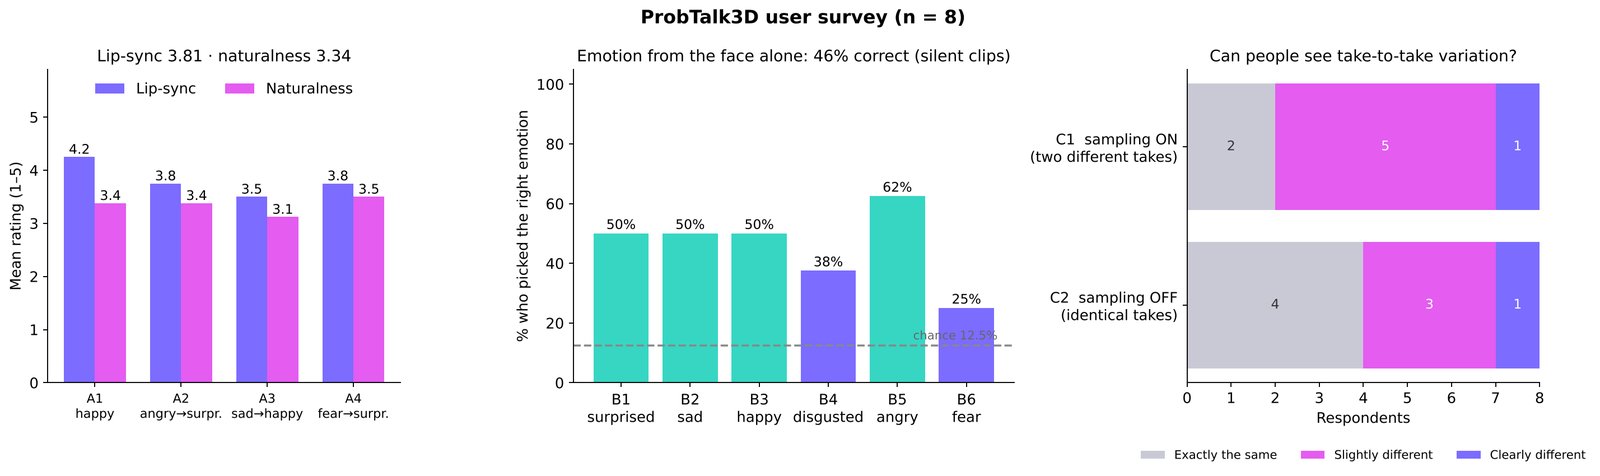 ProbTalk3D user survey (n = 8)
Lip-sync 3.81 · naturalness 3.34
Lip-sync
Naturalness
Mean rating (1–5)
5
4
3
2
1
0
4.2
3.4
3.8
3.4
3.5
3.1
3.8
3.5
A1
happy
A2
angry→surpr.
A3
sad→happy
A4
fear→surpr.
Emotion from the face alone: 46% correct (silent clips)
% who picked the right emotion
100
80
60
40
20
0
50%
50%
50%
38%
62%
25%
chance 12.5%
B1
surprised
B2
sad
B3
happy
B4
disgusted
B5
angry
B6
fear
Can people see take-to-take variation?
C1 sampling ON
(two different takes)
2
5
1
C2 sampling OFF
(identical takes)
4
3
1
0 1 2 3 4 5 6 7 8
Respondents
Exactly the same
Slightly different
Clearly different